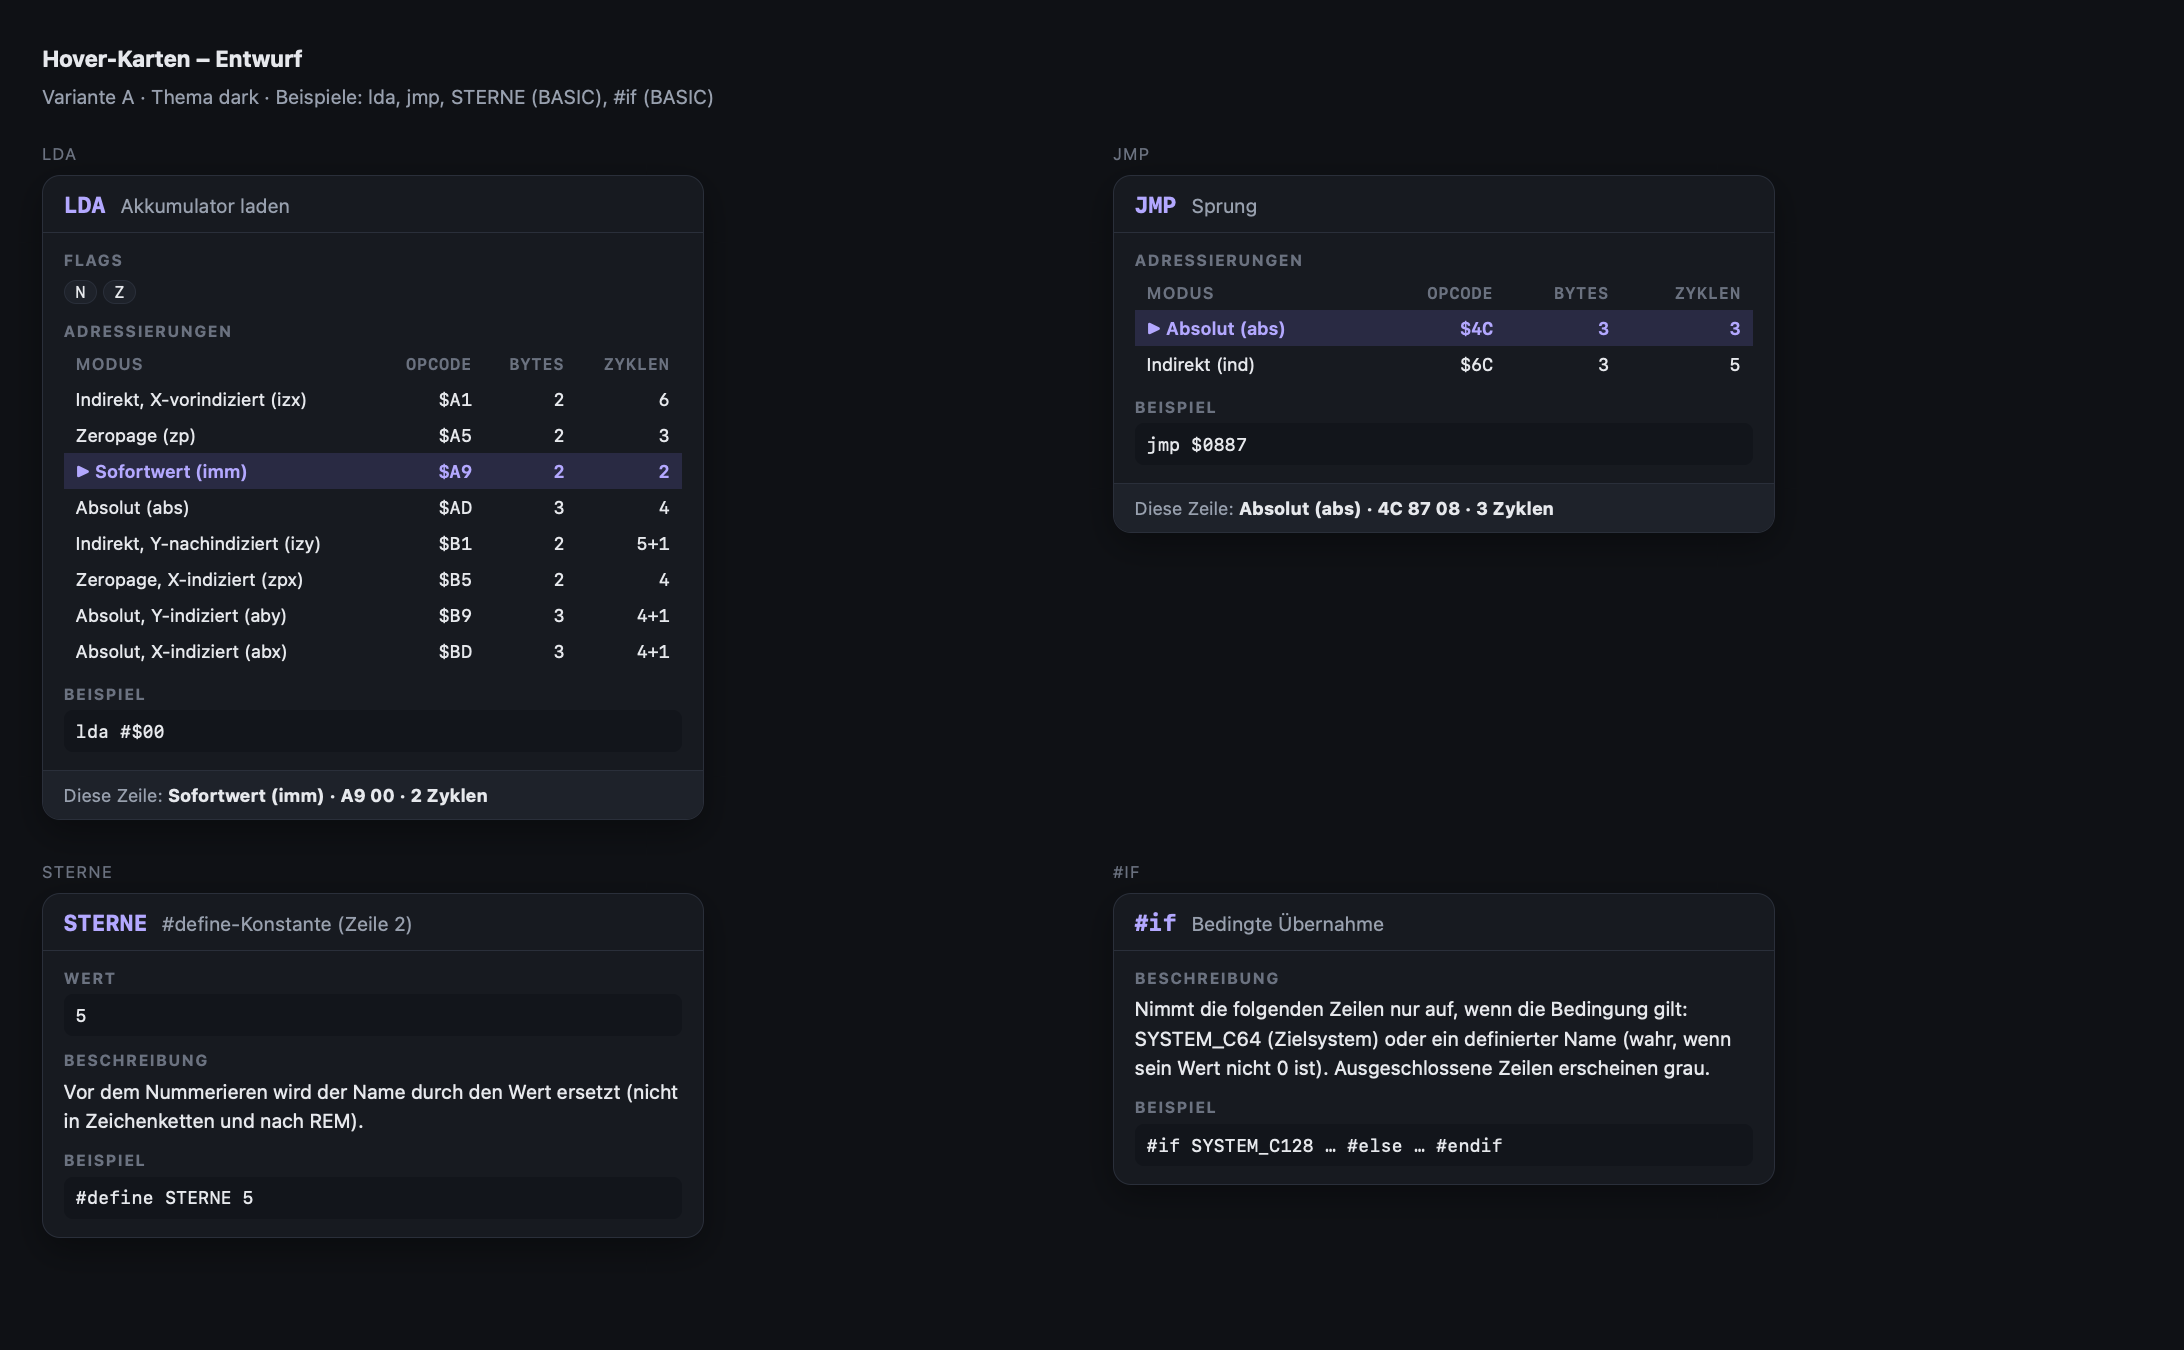 Hover-Karten – Entwurf
Variante A · Thema dark · Beispiele: lda, jmp, STERNE (BASIC), #if (BASIC)
LDA
LDA Akkumulator laden
FLAGS
N Z
ADRESSIERUNGEN
MODUS OPCODE BYTES ZYKLEN
Indirekt, X-vorindiziert (izx) $A1 2 6
Zeropage (zp) $A5 2 3
▶ Sofortwert (imm) $A9 2 2
Absolut (abs) $AD 3 4
Indirekt, Y-nachindiziert (izy) $B1 2 5+1
Zeropage, X-indiziert (zpx) $B5 2 4
Absolut, Y-indiziert (aby) $B9 3 4+1
Absolut, X-indiziert (abx) $BD 3 4+1
BEISPIEL
lda #$00
Diese Zeile: Sofortwert (imm) · A9 00 · 2 Zyklen
JMP
JMP Sprung
ADRESSIERUNGEN
MODUS OPCODE BYTES ZYKLEN
▶ Absolut (abs) $4C 3 3
Indirekt (ind) $6C 3 5
BEISPIEL
jmp $0887
Diese Zeile: Absolut (abs) · 4C 87 08 · 3 Zyklen
STERNE
STERNE #define-Konstante (Zeile 2)
WERT
5
BESCHREIBUNG
Vor dem Nummerieren wird der Name durch den Wert ersetzt (nicht
in Zeichenketten und nach REM).
BEISPIEL
#define STERNE 5
#IF
#if Bedingte Übernahme
BESCHREIBUNG
Nimmt die folgenden Zeilen nur auf, wenn die Bedingung gilt:
SYSTEM_C64 (Zielsystem) oder ein definierter Name (wahr, wenn
sein Wert nicht 0 ist). Ausgeschlossene Zeilen erscheinen grau.
BEISPIEL
#if SYSTEM_C128 … #else … #endif